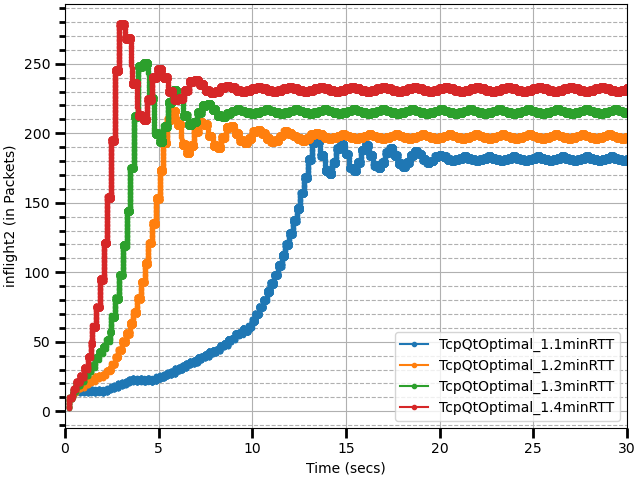 inflight2 (in Packets)
250
200
150
100
50
0
TcpQtOptimal_1.1minRTT
TcpQtOptimal_1.2minRTT
TcpQtOptimal_1.3minRTT
TcpQtOptimal_1.4minRTT
0 5 10 15 20 25 30
Time (secs)